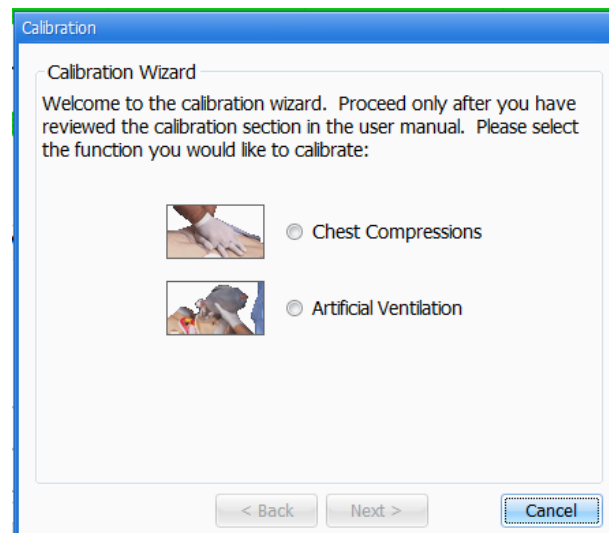 Calibration
Calibration Wizard
Welcome to the calibration wizard.  Proceed only after you have
reviewed the calibration section in the user manual.  Please select
the function you would like to calibrate:
Chest Compressions
Artificial Ventilation
< Back
Next >
Cancel